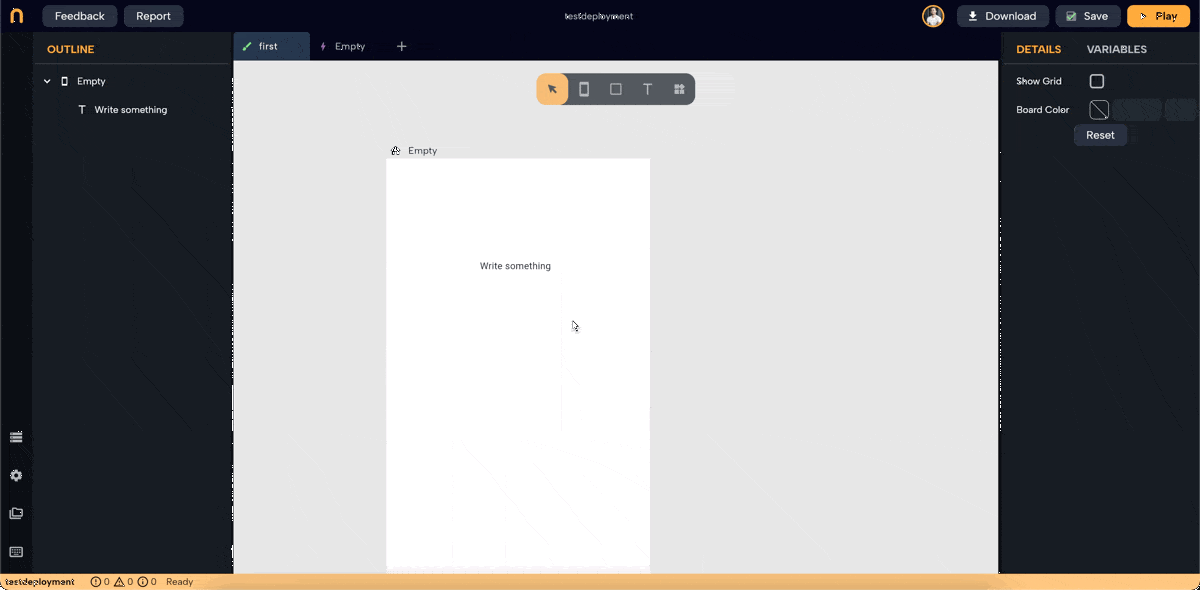 Feedback Report testdeployment Download Save Play
OUTLINE
first Empty
DETAILS VARIABLES
Empty
Write something
Show Grid
Board Color
Reset
Empty
Write something
testdeployment 0 0 0 Ready